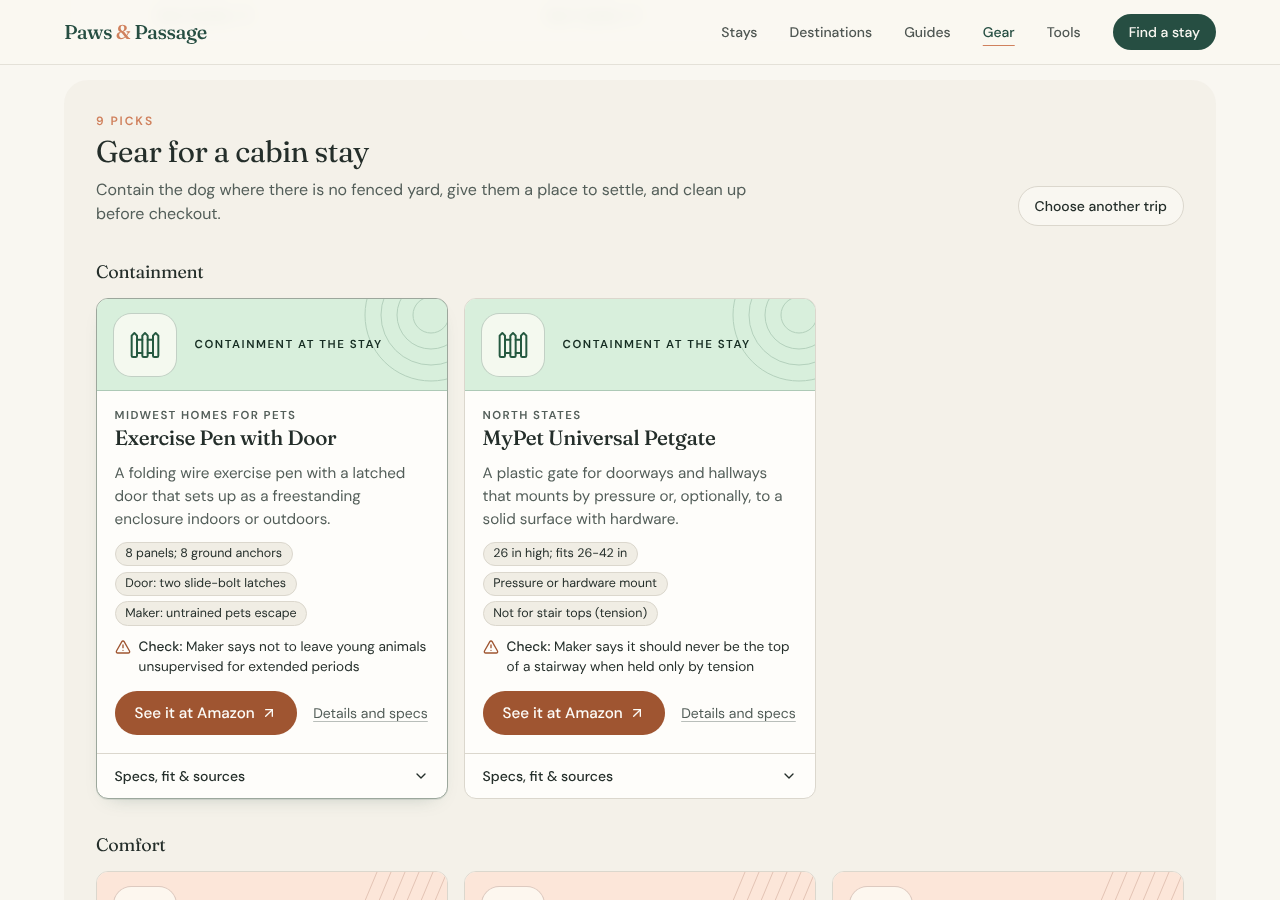 Paws & Passage
Stays
Destinations
Guides
Gear
Tools
Find a stay
9 PICKS
Gear for a cabin stay
Contain the dog where there is no fenced yard, give them a place to settle, and clean up
before checkout.
Choose another trip
Containment
CONTAINMENT AT THE STAY
MIDWEST HOMES FOR PETS
Exercise Pen with Door
A folding wire exercise pen with a latched
door that sets up as a freestanding
enclosure indoors or outdoors.
8 panels; 8 ground anchors
Door: two slide-bolt latches
Maker: untrained pets escape
Check: Maker says not to leave young animals
unsupervised for extended periods
See it at Amazon
Details and specs
Specs, fit & sources
CONTAINMENT AT THE STAY
NORTH STATES
MyPet Universal Petgate
A plastic gate for doorways and hallways
that mounts by pressure or, optionally, to a
solid surface with hardware.
26 in high; fits 26-42 in
Pressure or hardware mount
Not for stair tops (tension)
Check: Maker says it should never be the top
of a stairway when held only by tension
See it at Amazon
Details and specs
Specs, fit & sources
Comfort